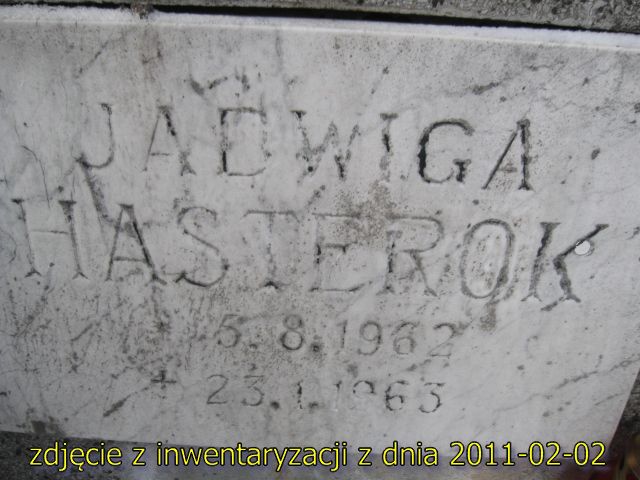 JADWIGA
HASTEROK
* 5.8.1962
+ 23.1.1963
zdjęcie z inwentaryzacji z dnia 2011-02-02